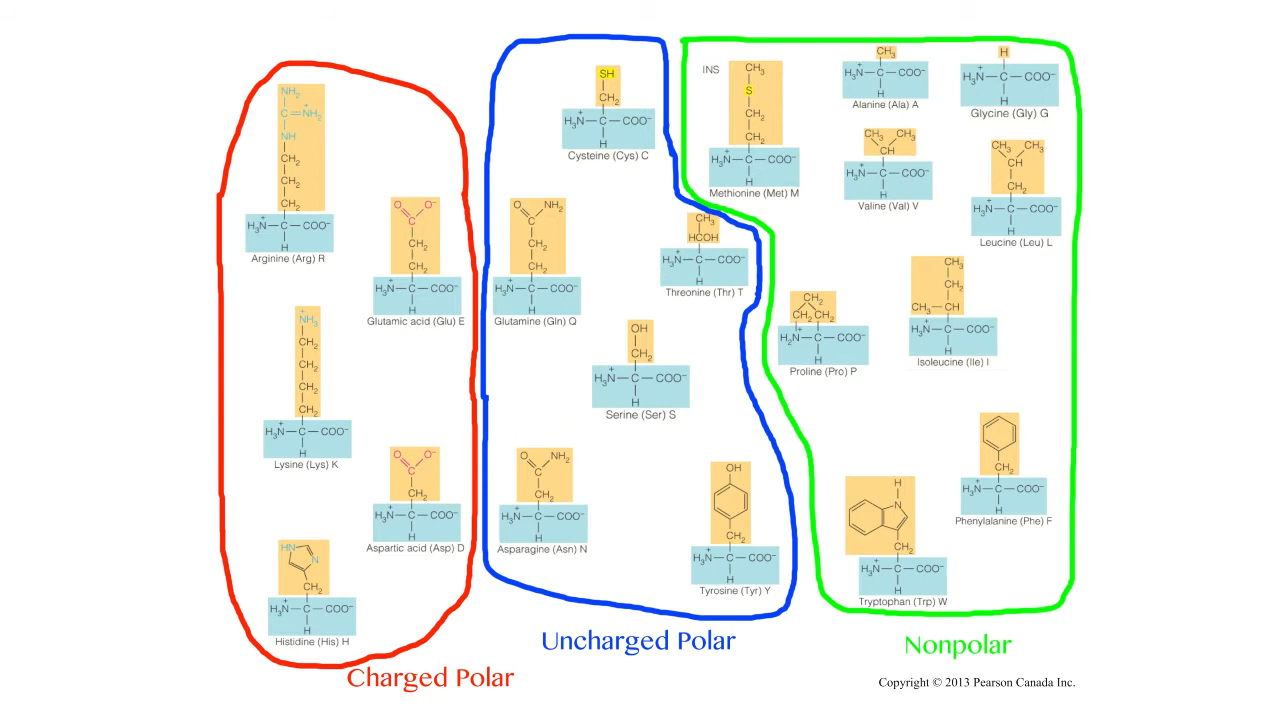 NH₂
C=NH₂⁺
NH
CH₂
CH₂
CH₂
H₃N⁺—C—COO⁻
H
Arginine (Arg) R
O O⁻
C
CH₂
CH₂
H₃N⁺—C—COO⁻
H
Glutamic acid (Glu) E
⁺NH₃
CH₂
CH₂
CH₂
CH₂
H₃N⁺—C—COO⁻
H
Lysine (Lys) K
O O⁻
C
CH₂
H₃N⁺—C—COO⁻
H
Aspartic acid (Asp) D
HN
N
CH₂
H₃N⁺—C—COO⁻
H
Histidine (His) H
Charged Polar
SH
CH₂
H₃N⁺—C—COO⁻
H
Cysteine (Cys) C
O NH₂
C
CH₂
CH₂
H₃N⁺—C—COO⁻
H
Glutamine (Gln) Q
CH₃
HCOH
H₃N⁺—C—COO⁻
H
Threonine (Thr) T
OH
CH₂
H₃N⁺—C—COO⁻
H
Serine (Ser) S
O NH₂
C
CH₂
H₃N⁺—C—COO⁻
H
Asparagine (Asn) N
OH
CH₂
H₃N⁺—C—COO⁻
H
Tyrosine (Tyr) Y
Uncharged Polar
INS
CH₃
S
CH₂
CH₂
H₃N⁺—C—COO⁻
H
Methionine (Met) M
CH₃
H₃N⁺—C—COO⁻
H
Alanine (Ala) A
H
H₃N⁺—C—COO⁻
H
Glycine (Gly) G
CH₃ CH₃
CH
H₃N⁺—C—COO⁻
H
Valine (Val) V
CH₃ CH₃
CH
CH₂
H₃N⁺—C—COO⁻
H
Leucine (Leu) L
CH₂
CH₂ CH₂
H₂N⁺—C—COO⁻
H
Proline (Pro) P
CH₃
CH₂
CH₃—CH
H₃N⁺—C—COO⁻
H
Isoleucine (Ile) I
CH₂
H₃N⁺—C—COO⁻
H
Phenylalanine (Phe) F
H
N
CH₂
H₃N⁺—C—COO⁻
H
Tryptophan (Trp) W
Nonpolar
Copyright © 2013 Pearson Canada Inc.